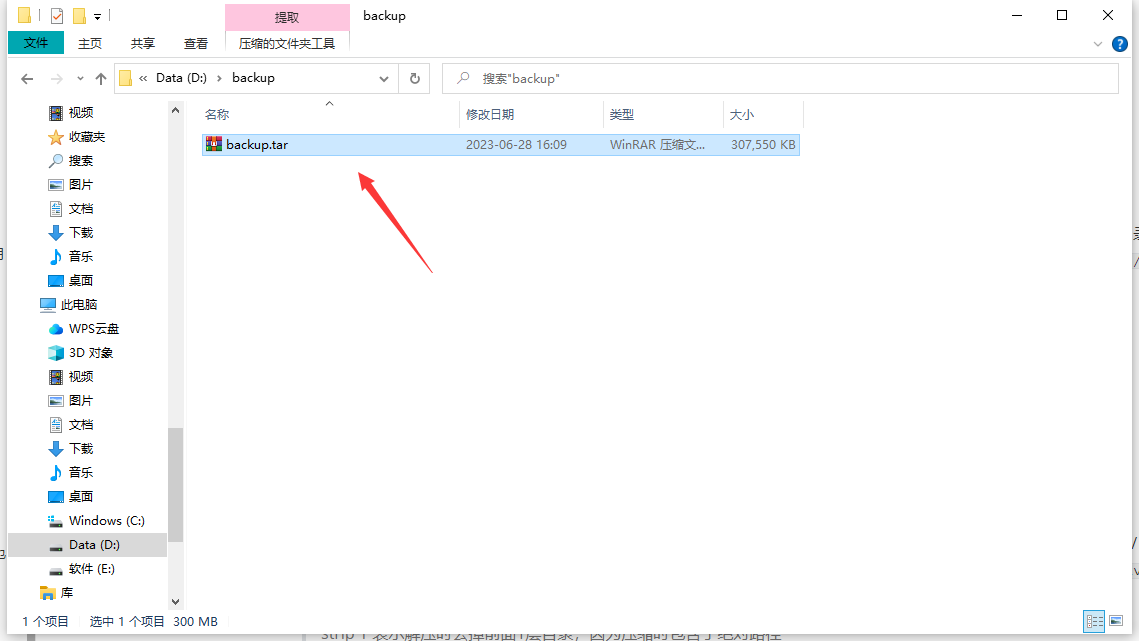 提取
backup
文件
主页
共享
查看
压缩的文件夹工具
« Data (D:) › backup
搜索"backup"
名称
修改日期
类型
大小
backup.tar
2023-06-28 16:09
WinRAR 压缩文...
307,550 KB
视频
收藏夹
搜索
图片
文档
下载
音乐
桌面
此电脑
WPS云盘
3D 对象
视频
图片
文档
下载
音乐
桌面
Windows (C:)
Data (D:)
软件 (E:)
库
1 个项目
选中 1 个项目 300 MB